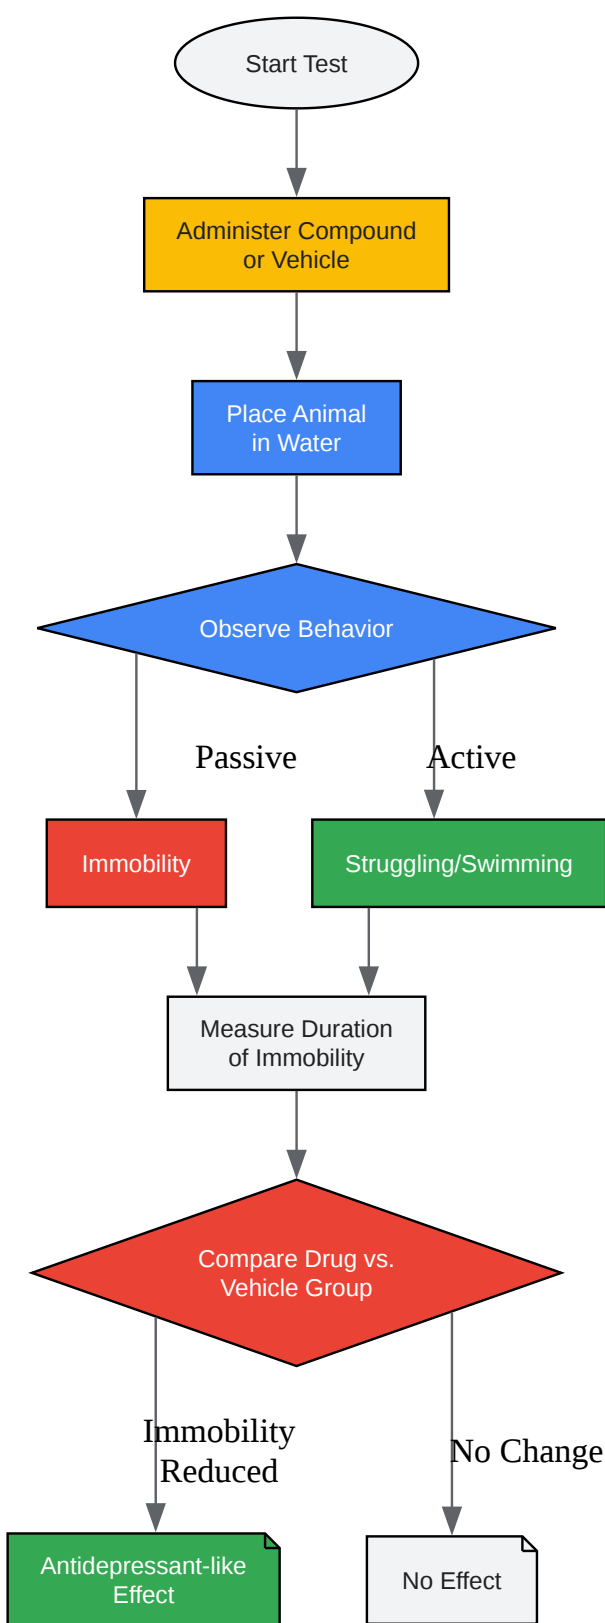 Start Test
Administer Compound
or Vehicle
Place Animal
in Water
Observe Behavior
Passive
Active
Immobility
Struggling/Swimming
Measure Duration
of Immobility
Compare Drug vs.
Vehicle Group
Immobility
Reduced
No Change
Antidepressant-like
Effect
No Effect